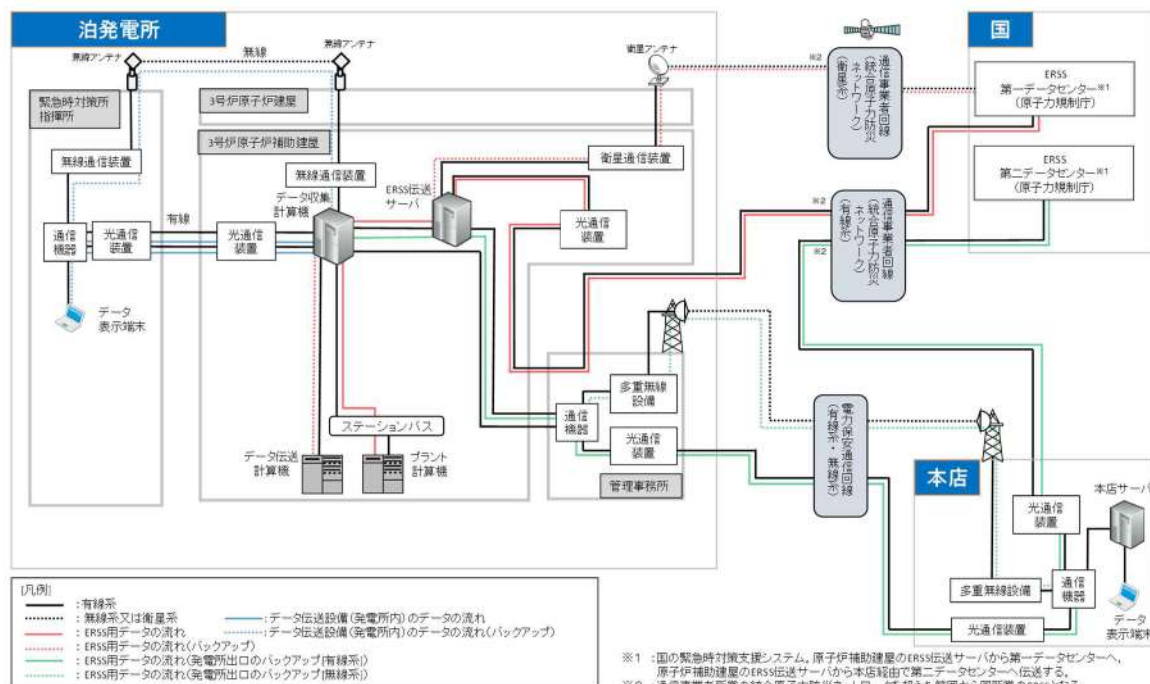 泊発電所
無線アンテナ
無線
無線アンテナ
衛星アンテナ
緊急時対策所
指揮所
3号炉原子炉建屋
3号炉原子炉補助建屋
無線通信装置
無線通信装置
衛星通信装置
データ収集
計算機
ERSS伝送
サーバ
光通信
装置
有線
通信
機器
光通信
装置
光通信
装置
データ
表示端末
ステーションバス
データ伝送
計算機
プラント
計算機
多重無線
設備
通信
機器
光通信
装置
管理事務所
※2
通信事業者回線
(統合原子力防災
ネットワーク)
(衛星系)
※2
※2
通信事業者回線
(統合原子力防災
ネットワーク)
(有線系)
電力保安通信回線
(有線系・無線系)
国
ERSS
第一データセンター※1
(原子力規制庁)
ERSS
第二データセンター※1
(原子力規制庁)
本店
本店サーバ
光通信
装置
多重無線設備
通信
機器
光通信装置
データ
表示端末
[凡例]
:有線系
:無線系又は衛星系
:データ伝送設備(発電所内)のデータの流れ
:ERSS用データの流れ
:データ伝送設備(発電所内)のデータの流れ(バックアップ)
:ERSS用データの流れ(バックアップ)
:ERSS用データの流れ(発電所出口のバックアップ[有線系])
:ERSS用データの流れ(発電所出口のバックアップ[無線系])
※1 :国の緊急時対策支援システム。原子炉補助建屋のERSS伝送サーバから第一データセンターへ、
原子炉補助建屋のERSS伝送サーバから本店経由で第二データセンターへ伝送する。